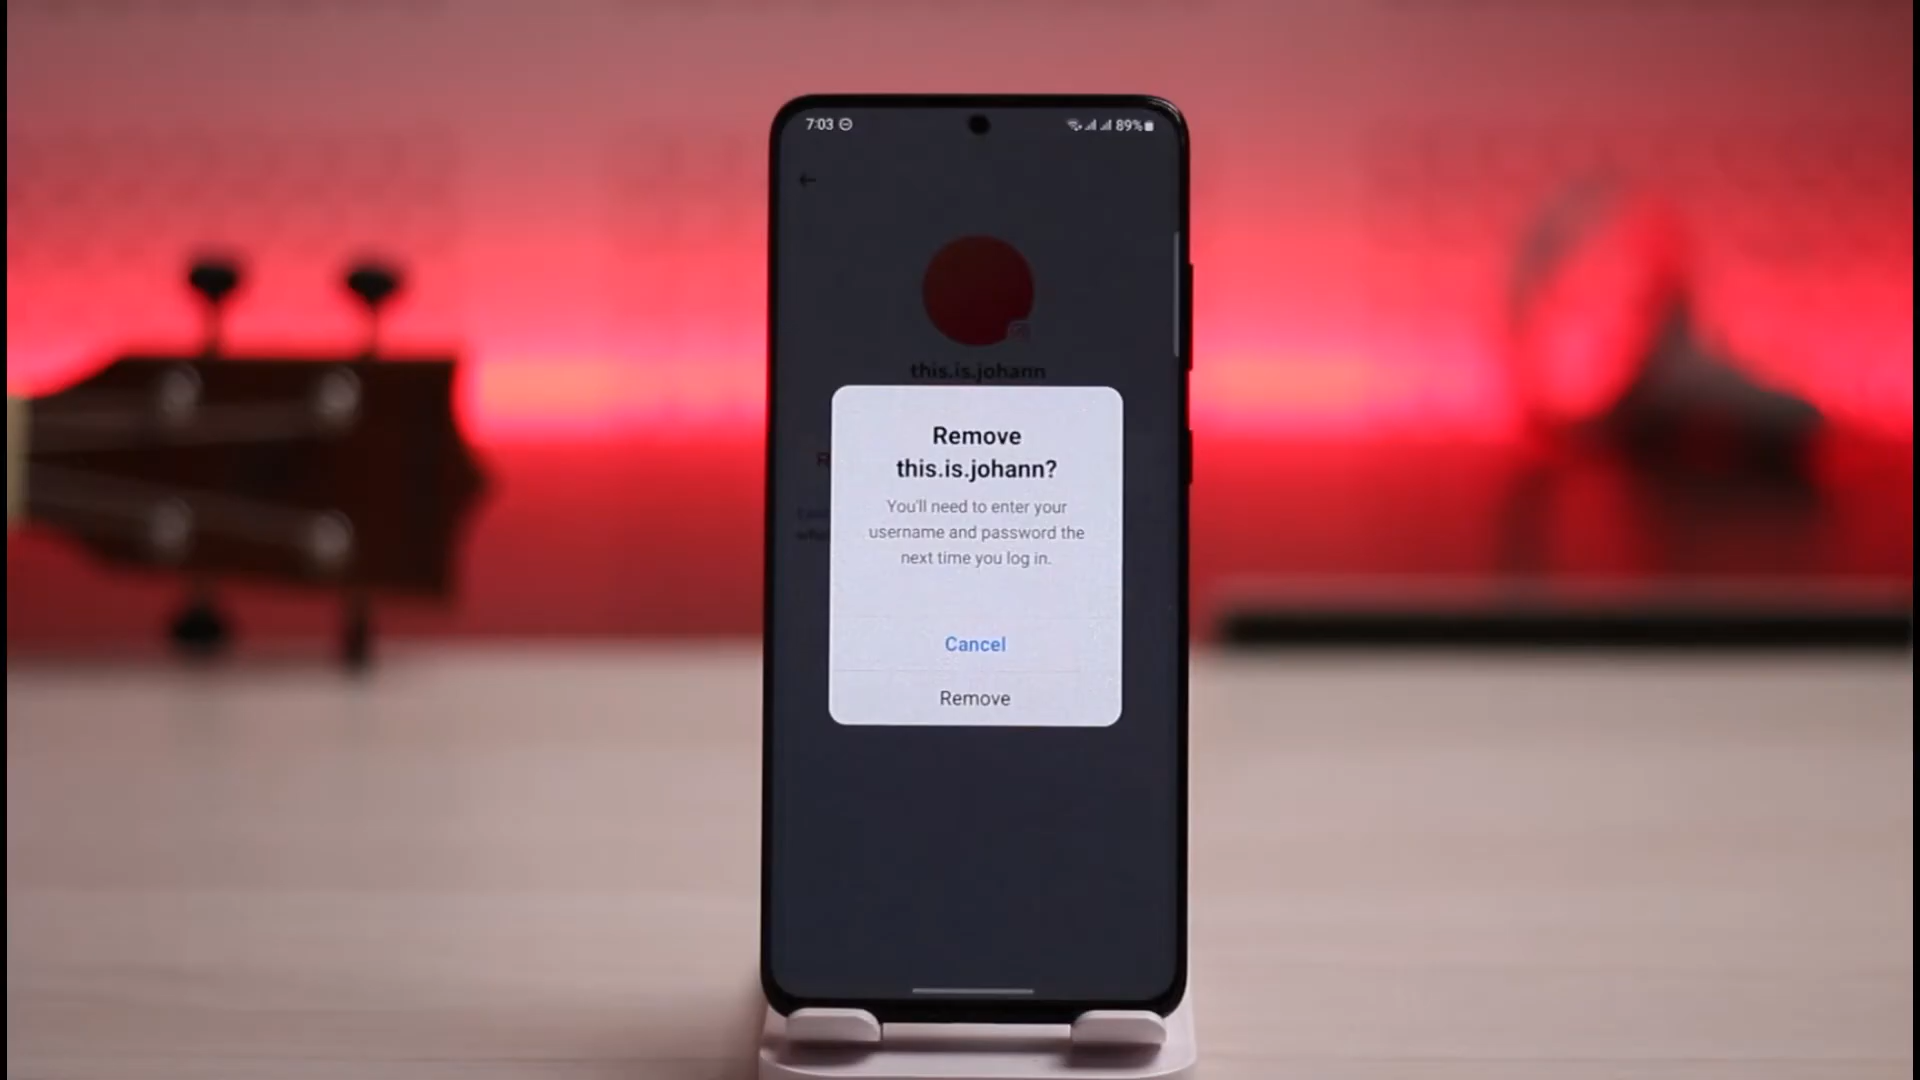 7:03
89%
this.is.johann
Remove
this.is.johann?
You'll need to enter your
username and password the
next time you log in.
Cancel
Remove